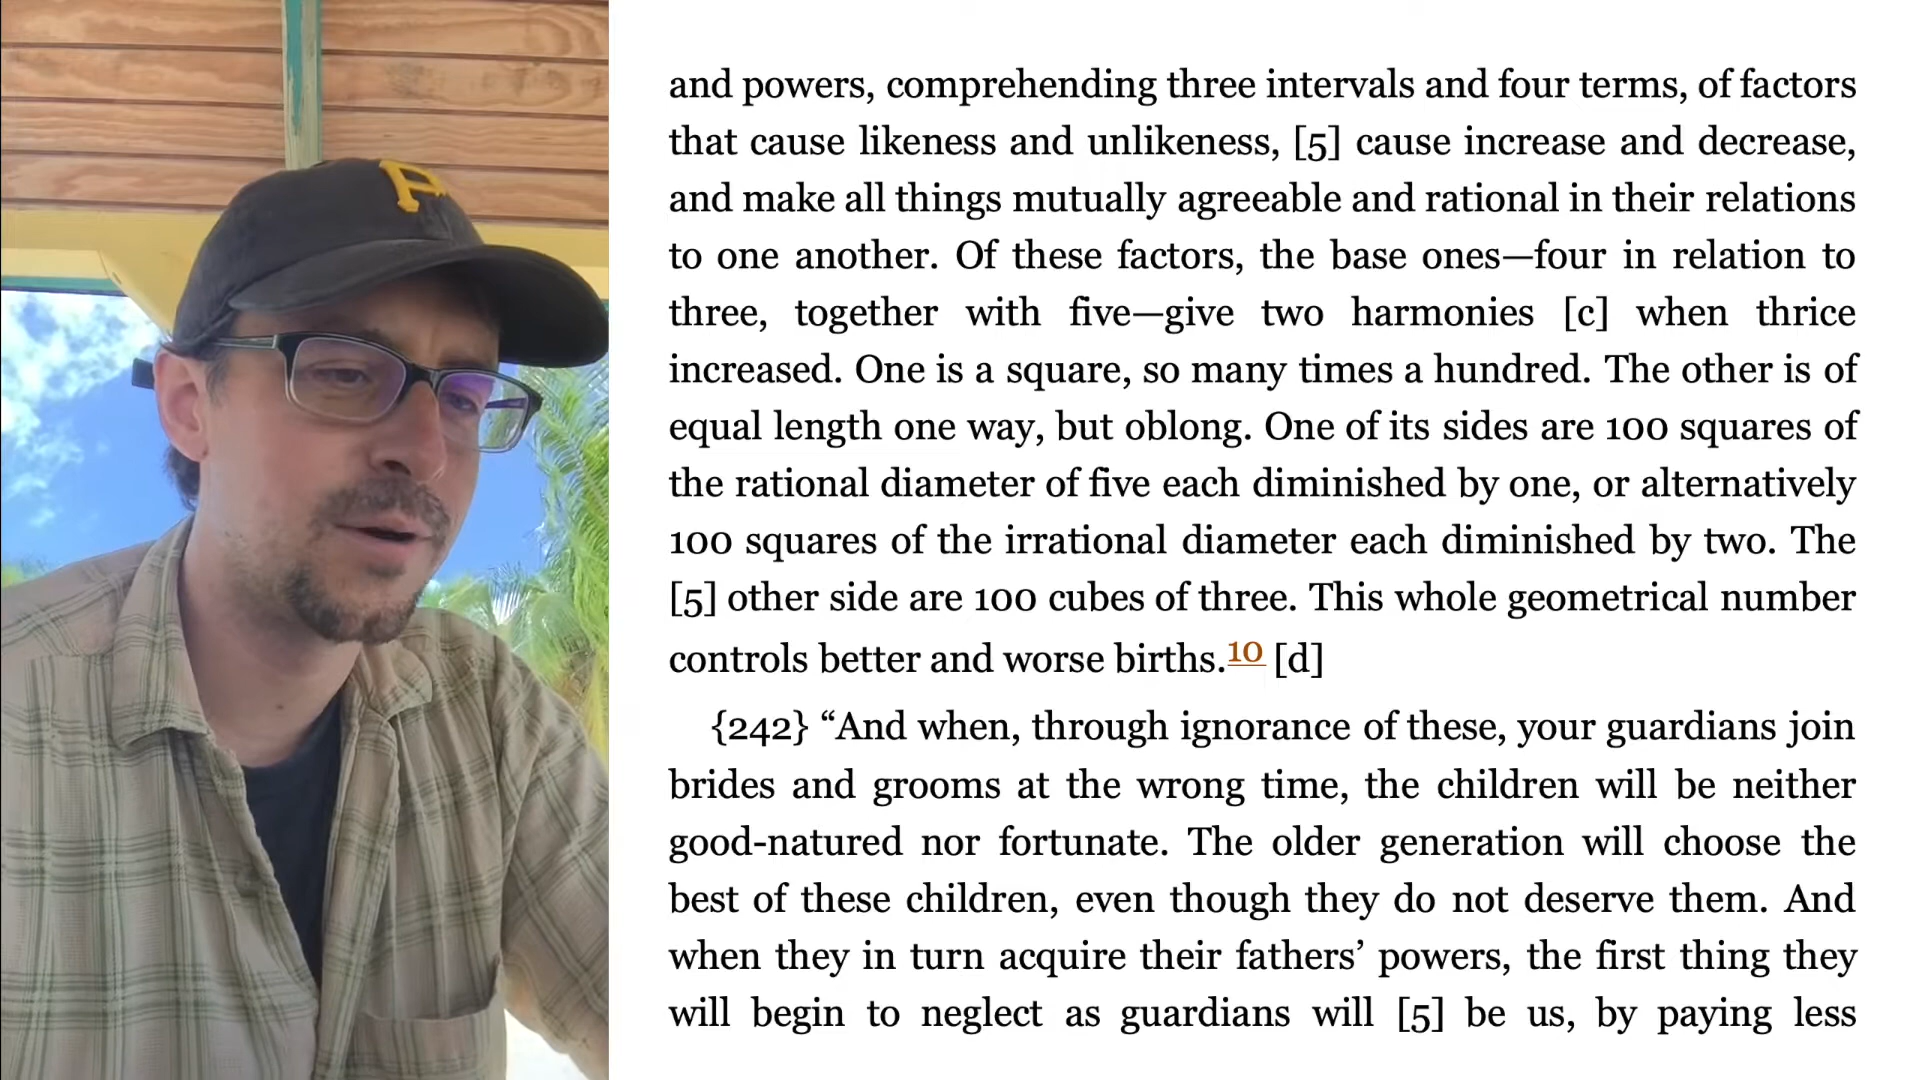 P
and powers, comprehending three intervals and four terms, of factors
that cause likeness and unlikeness, [5] cause increase and decrease,
and make all things mutually agreeable and rational in their relations
to one another. Of these factors, the base ones—four in relation to
three, together with five—give two harmonies [c] when thrice
increased. One is a square, so many times a hundred. The other is of
equal length one way, but oblong. One of its sides are 100 squares of
the rational diameter of five each diminished by one, or alternatively
100 squares of the irrational diameter each diminished by two. The
[5] other side are 100 cubes of three. This whole geometrical number
controls better and worse births.10 [d]
{242} “And when, through ignorance of these, your guardians join
brides and grooms at the wrong time, the children will be neither
good-natured nor fortunate. The older generation will choose the
best of these children, even though they do not deserve them. And
when they in turn acquire their fathers’ powers, the first thing they
will begin to neglect as guardians will [5] be us, by paying less